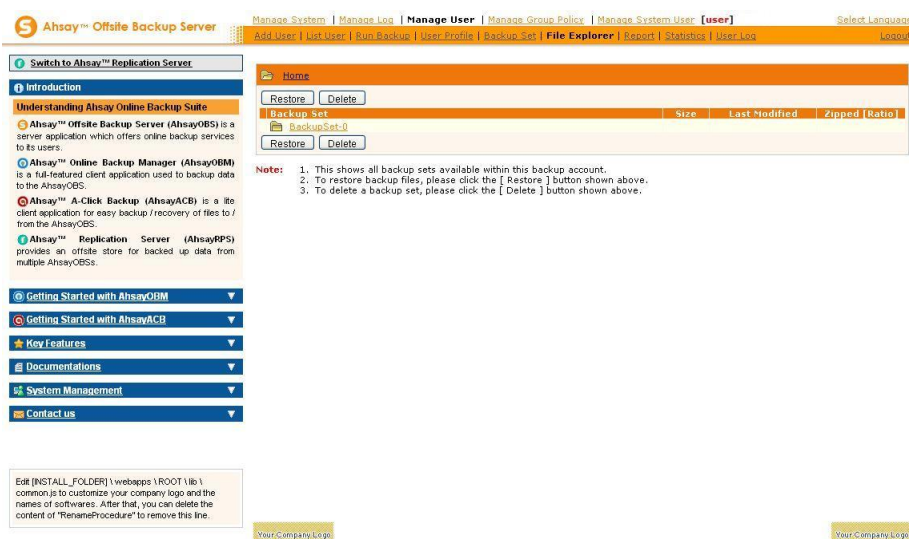 Ahsay™ Offsite Backup Server
Manage System | Manage Log | Manage User | Manage Group Policy | Manage System User [user] Select Language
Add User | List User | Run Backup | User Profile | Backup Set | File Explorer | Report | Statistics | User Log Logout
Switch to Ahsay™ Replication Server
Introduction
Understanding Ahsay Online Backup Suite
Ahsay™ Offsite Backup Server (AhsayOBS) is a
server application which offers online backup services
to its users.
Ahsay™ Online Backup Manager (AhsayOBM)
is a full-featured client application used to backup data
to the AhsayOBS.
Ahsay™ A-Click Backup (AhsayACB) is a lite
client application for easy backup / recovery of files to /
from the AhsayOBS.
Ahsay™ Replication Server (AhsayRPS)
provides an offsite store for backed up data from
multiple AhsayOBSs.
Getting Started with AhsayOBM
Getting Started with AhsayACB
Key Features
Documentations
System Management
Contact us
Edit [INSTALL_FOLDER] \ webapps \ ROOT \ lib \
common.js to customize your company logo and the
names of softwares. After that, you can delete the
content of "RenameProcedure" to remove this line.
Home
Restore Delete
Backup Set Size Last Modified Zipped [Ratio]
BackupSet-0
Restore Delete
Note: 1. This shows all backup sets available within this backup account.
2. To restore backup files, please click the [ Restore ] button shown above.
3. To delete a backup set, please click the [ Delete ] button shown above.
Your Company Logo Your Company Logo